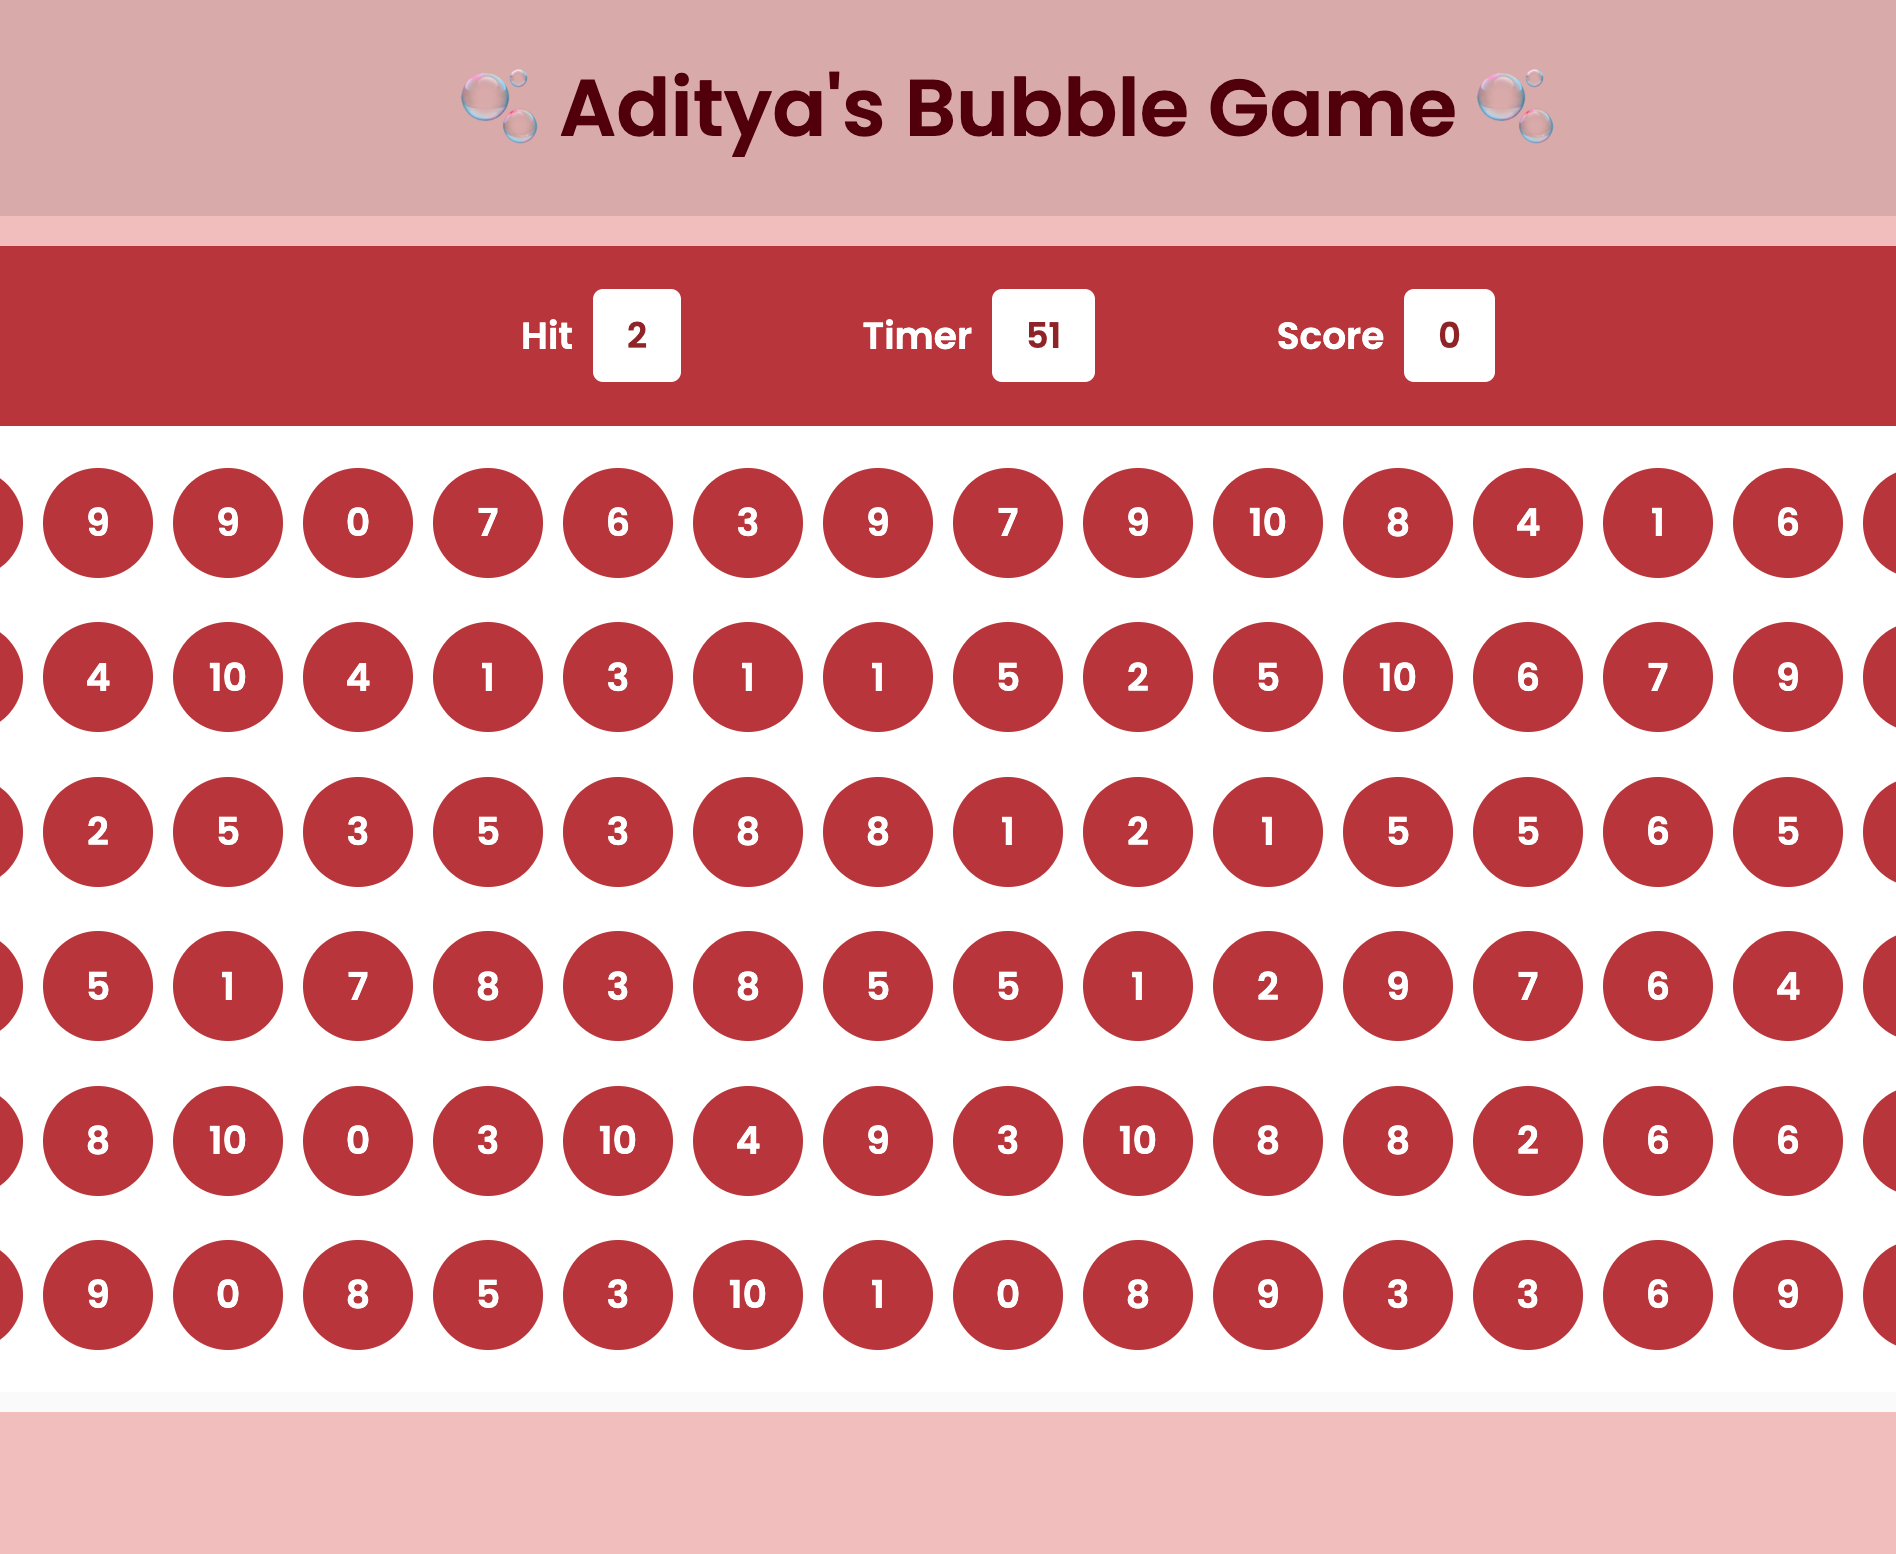 🫧 Aditya's Bubble Game 🫧
Hit 2 Timer 51 Score 0
9 9 0 7 6 3 9 7 9 10 8 4 1 6
4 10 4 1 3 1 1 5 2 5 10 6 7 9
2 5 3 5 3 8 8 1 2 1 5 5 6 5
5 1 7 8 3 8 5 5 1 2 9 7 6 4
8 10 0 3 10 4 9 3 10 8 8 2 6 6
9 0 8 5 3 10 1 0 8 9 3 3 6 9